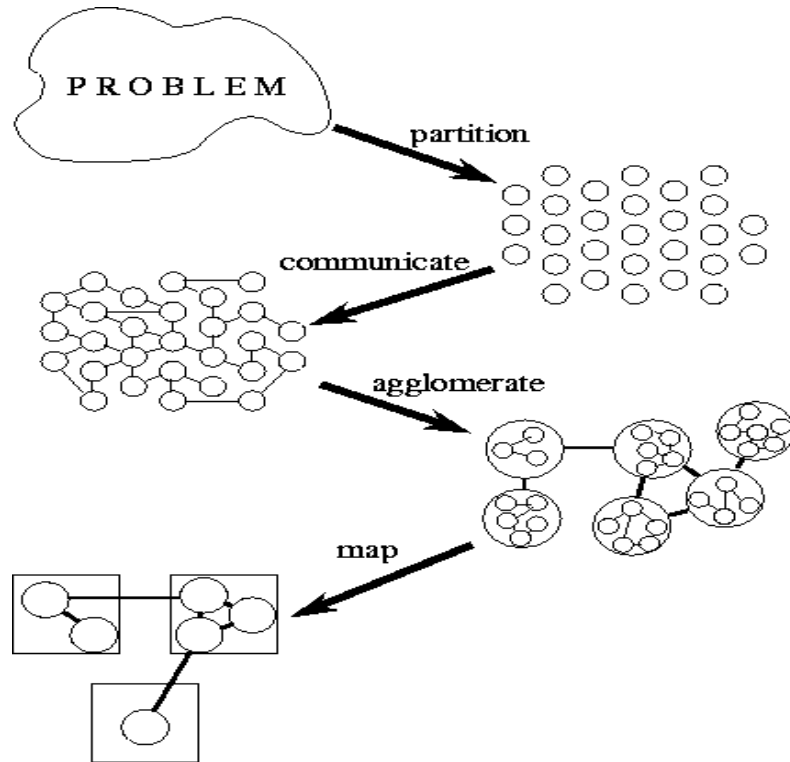 PROBLEM
partition
communicate
agglomerate
map